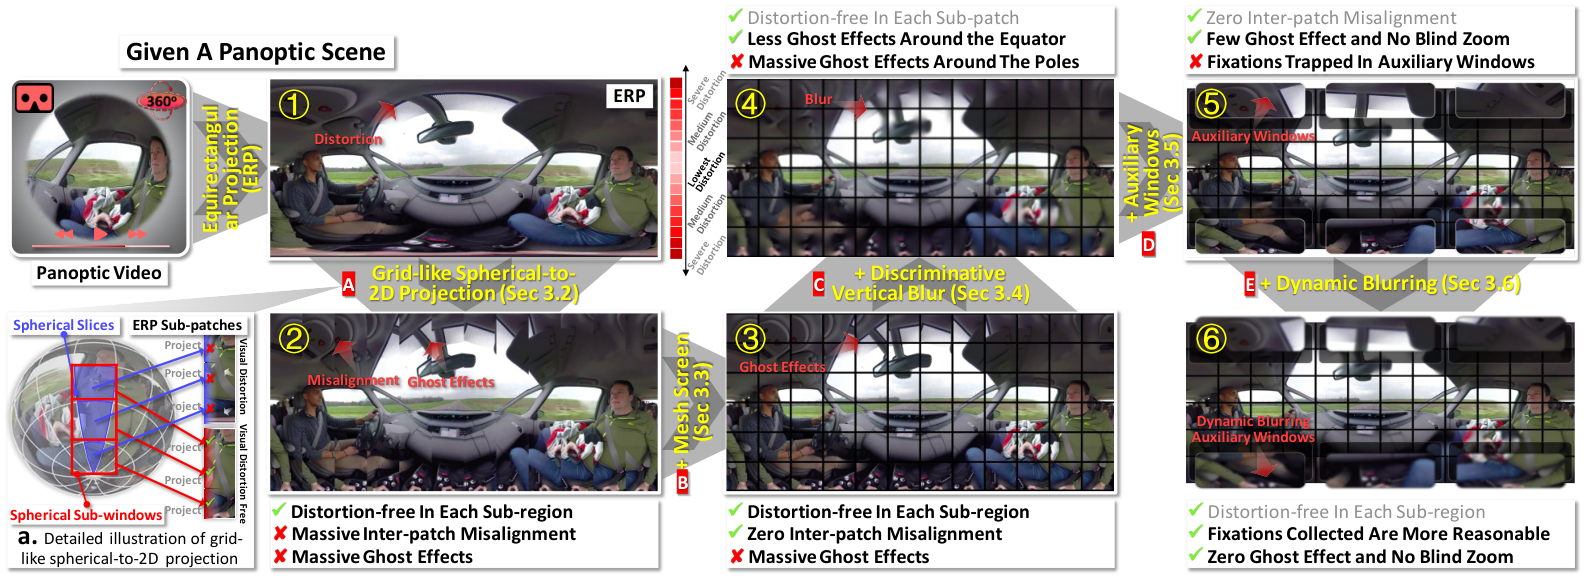 Given A Panoptic Scene
360°
Panoptic Video
Equirectangul
ar Projection
(ERP)
①
ERP
Distortion
Severe
Distortion
Medium
Distortion
Lowest
Distortion
Medium
Distortion
Severe
Distortion
A
Grid-like Spherical-to-
2D Projection (Sec 3.2)
Spherical Slices
ERP Sub-patches
Project
Project
Project
Visual Distortion
Project
Project
Project
Visual Distortion Free
Spherical Sub-windows
a. Detailed illustration of grid-
like spherical-to-2D projection
②
Misalignment
Ghost Effects
✓ Distortion-free In Each Sub-region
✘ Massive Inter-patch Misalignment
✘ Massive Ghost Effects
B
+ Mesh Screen
(Sec 3.3)
③
Ghost Effects
✓ Distortion-free In Each Sub-region
✓ Zero Inter-patch Misalignment
✘ Massive Ghost Effects
C
+ Discriminative
Vertical Blur (Sec 3.4)
✓ Distortion-free In Each Sub-patch
✓ Less Ghost Effects Around the Equator
✘ Massive Ghost Effects Around The Poles
④
Blur
D
+ Auxiliary
Windows
(Sec 3.5)
✓ Zero Inter-patch Misalignment
✓ Few Ghost Effect and No Blind Zoom
✘ Fixations Trapped In Auxiliary Windows
⑤
Auxiliary Windows
E
+ Dynamic Blurring (Sec 3.6)
⑥
Dynamic Blurring
Auxiliary Windows
✓ Distortion-free In Each Sub-region
✓ Fixations Collected Are More Reasonable
✓ Zero Ghost Effect and No Blind Zoom